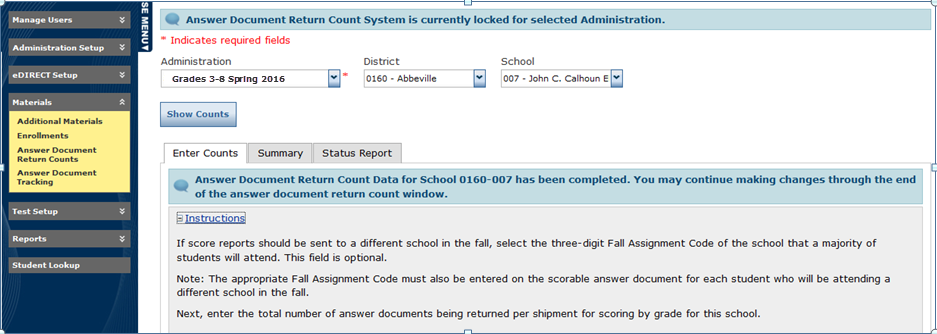 Manage Users
Administration Setup
eDIRECT Setup
Materials
Additional Materials
Enrollments
Answer Document
Return Counts
Answer Document
Tracking
Test Setup
Reports
Student Lookup
SE MENU
Answer Document Return Count System is currently locked for selected Administration.
* Indicates required fields
Administration
District
School
Grades 3-8 Spring 2016
*
0160 - Abbeville
007 - John C. Calhoun E
Show Counts
Enter Counts
Summary
Status Report
Answer Document Return Count Data for School 0160-007 has been completed. You may continue making changes through the end
of the answer document return count window.
Instructions
If score reports should be sent to a different school in the fall, select the three-digit Fall Assignment Code of the school that a majority of
students will attend. This field is optional.
Note: The appropriate Fall Assignment Code must also be entered on the scorable answer document for each student who will be attending a
different school in the fall.
Next, enter the total number of answer documents being returned per shipment for scoring by grade for this school.